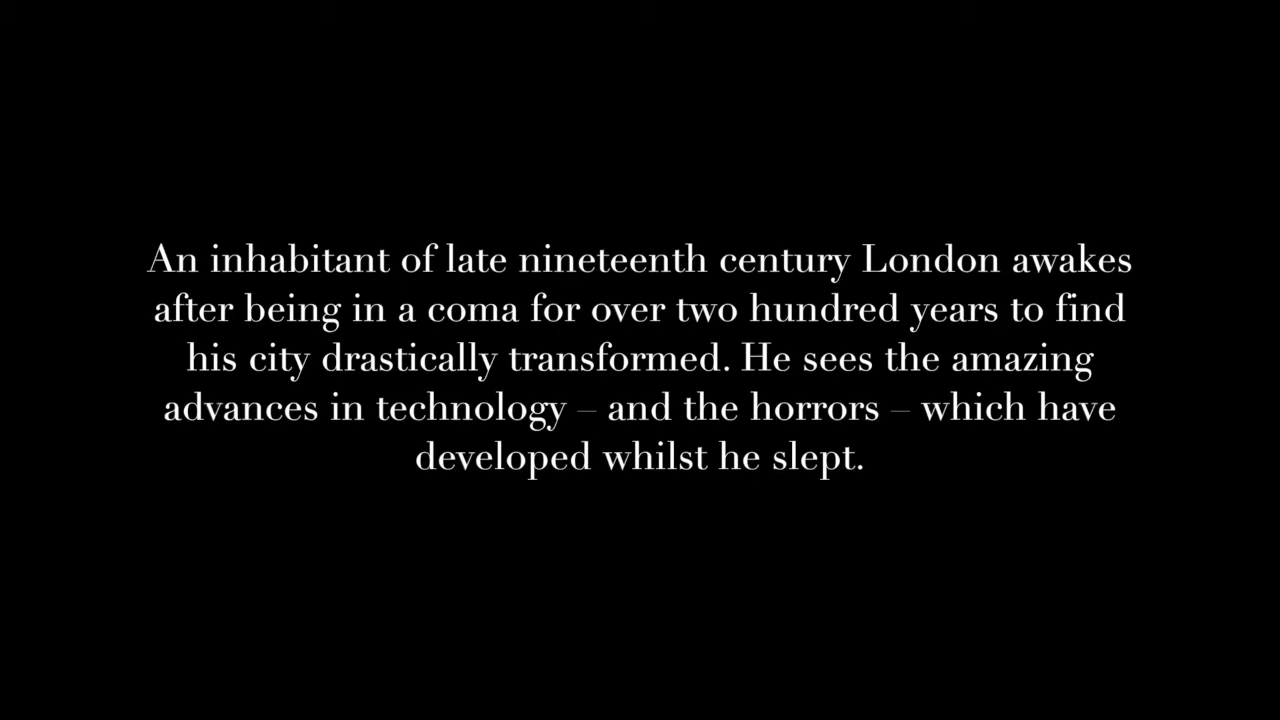 An inhabitant of late nineteenth century London awakes
after being in a coma for over two hundred years to find
his city drastically transformed. He sees the amazing
advances in technology – and the horrors – which have
developed whilst he slept.